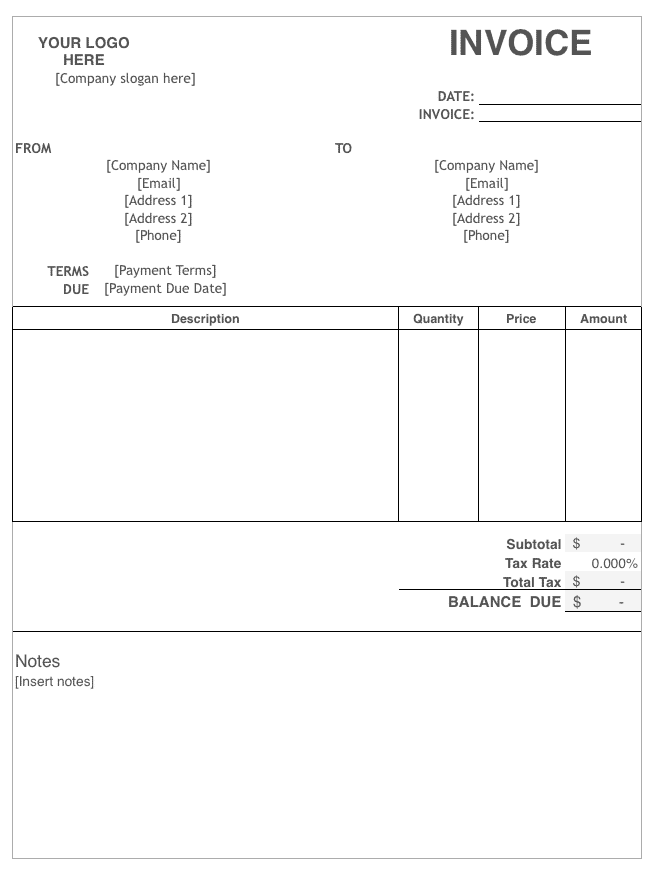 YOUR LOGO
HERE
[Company slogan here]
INVOICE
DATE:
INVOICE:
FROM
[Company Name]
[Email]
[Address 1]
[Address 2]
[Phone]
TO
[Company Name]
[Email]
[Address 1]
[Address 2]
[Phone]
TERMS [Payment Terms]
DUE [Payment Due Date]
Description Quantity Price Amount
Subtotal $ -
Tax Rate 0.000%
Total Tax $ -
BALANCE DUE $ -
Notes
[Insert notes]